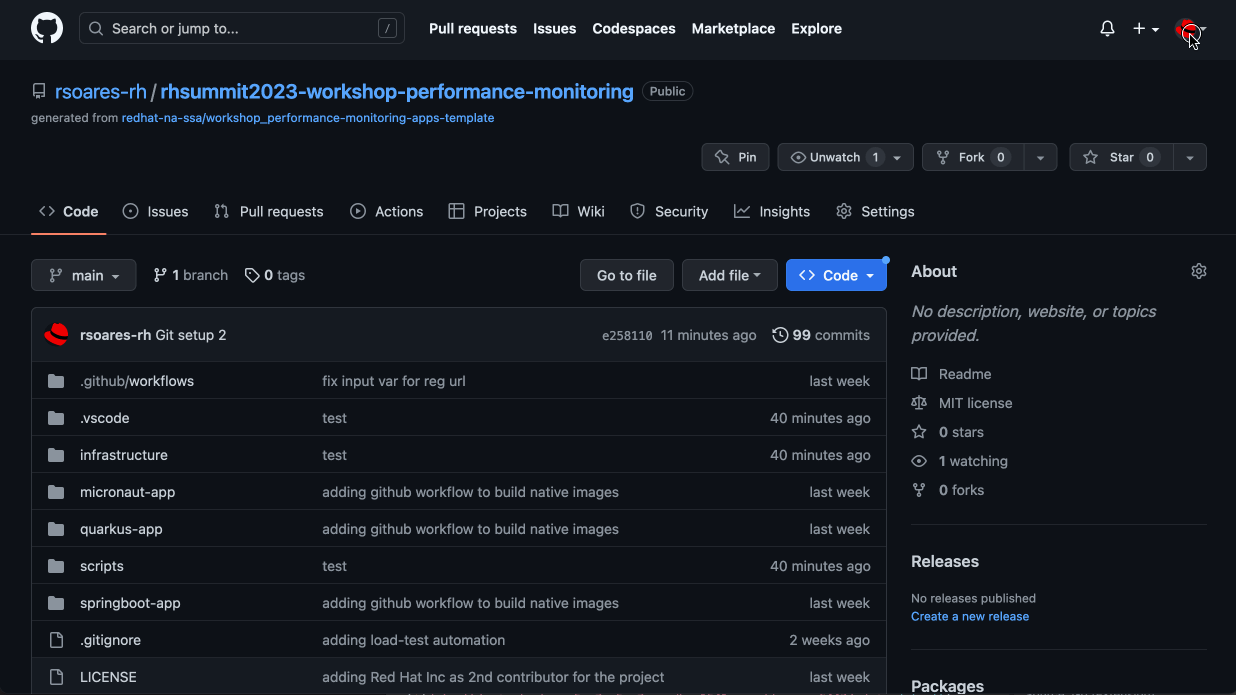 Search or jump to... /
Pull requests Issues Codespaces Marketplace Explore
rsoares-rh / rhsummit2023-workshop-performance-monitoring Public
generated from redhat-na-ssa/workshop_performance-monitoring-apps-template
Pin Unwatch 1 Fork 0 Star 0
Code Issues Pull requests Actions Projects Wiki Security Insights Settings
main 1 branch 0 tags Go to file Add file Code
rsoares-rh Git setup 2 e258110 11 minutes ago 99 commits
.github/workflows fix input var for reg url last week
.vscode test 40 minutes ago
infrastructure test 40 minutes ago
micronaut-app adding github workflow to build native images last week
quarkus-app adding github workflow to build native images last week
scripts test 40 minutes ago
springboot-app adding github workflow to build native images last week
.gitignore adding load-test automation 2 weeks ago
LICENSE adding Red Hat Inc as 2nd contributor for the project last week
About
No description, website, or topics
provided.
Readme
MIT license
0 stars
1 watching
0 forks
Releases
No releases published
Create a new release
Packages